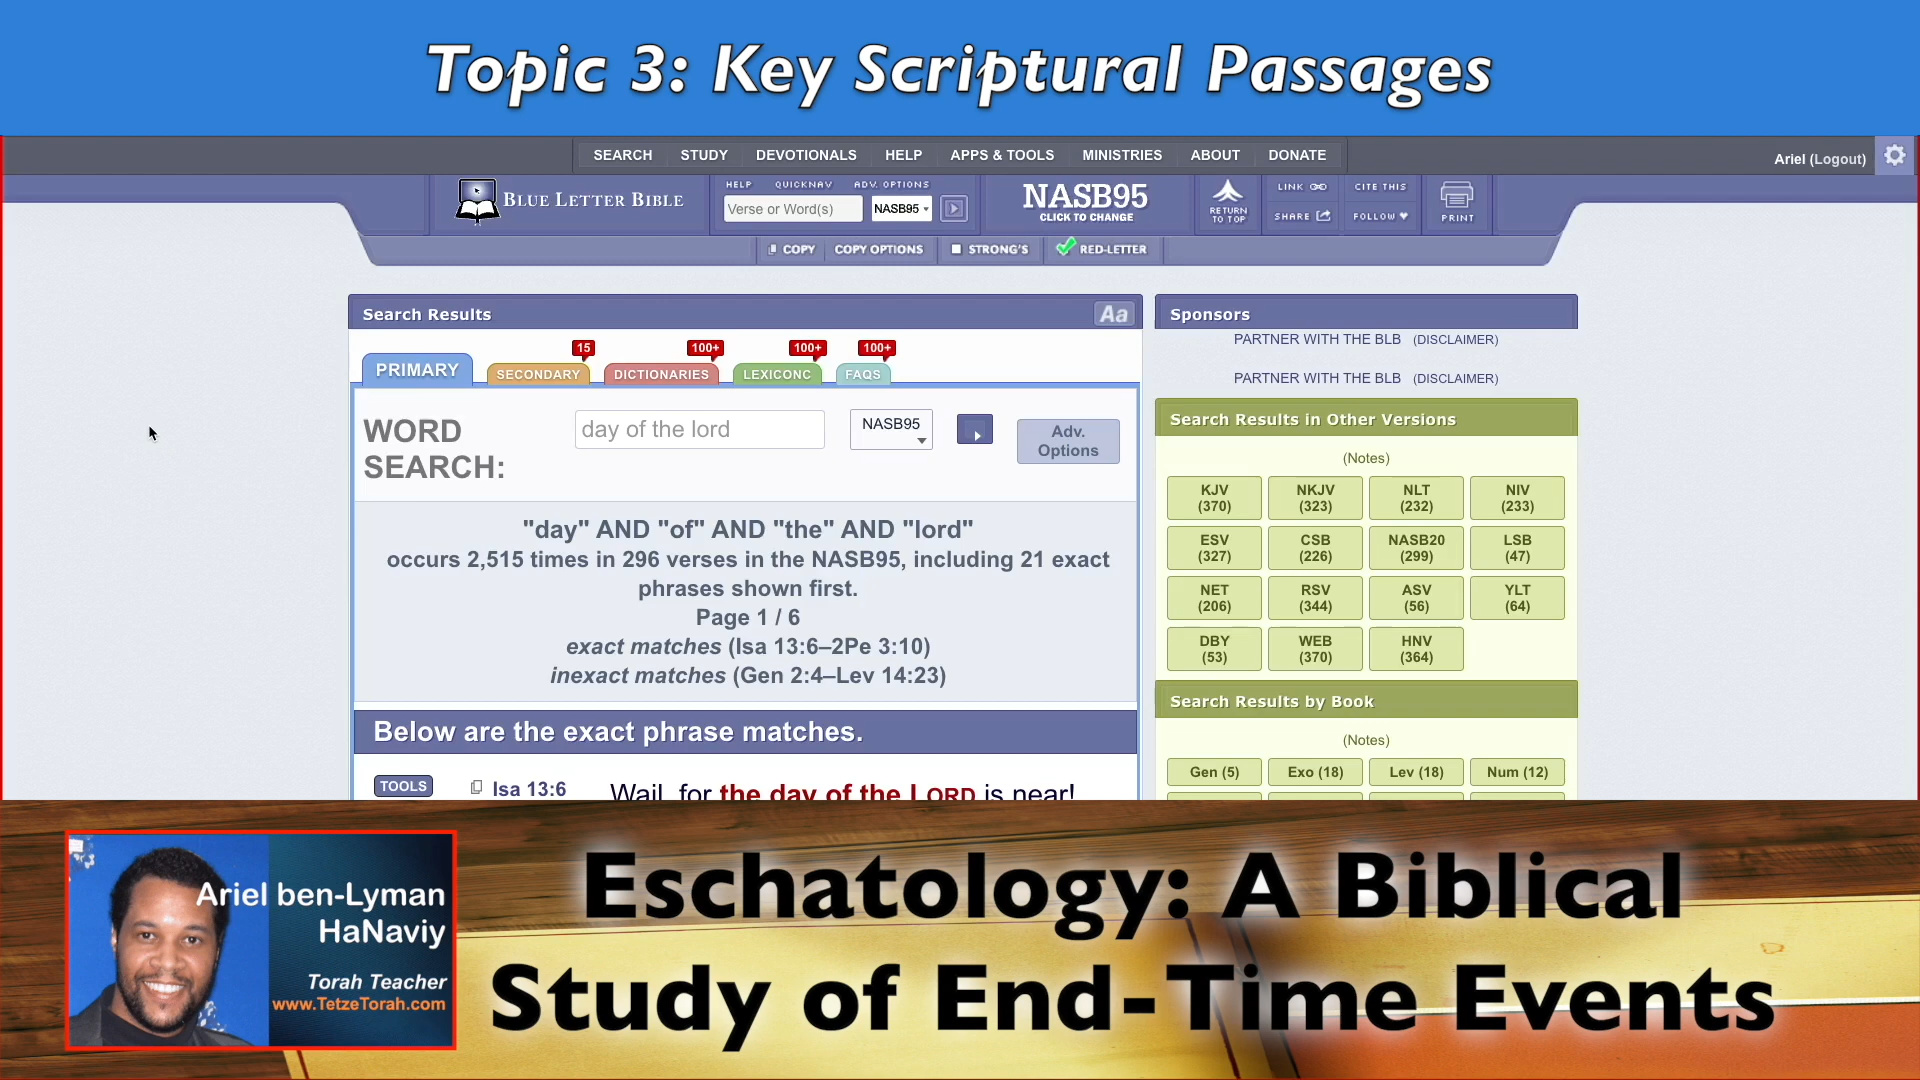 Topic 3: Key Scriptural Passages
SEARCH STUDY DEVOTIONALS HELP APPS & TOOLS MINISTRIES ABOUT DONATE
Ariel (Logout)
BLUE LETTER BIBLE
HELP QUICKNAV ADV. OPTIONS
Verse or Word(s) NASB95
NASB95
CLICK TO CHANGE
RETURN
TO TOP
LINK
SHARE
CITE THIS
FOLLOW
PRINT
COPY COPY OPTIONS STRONG'S RED-LETTER
Search Results Aa
15 100+ 100+ 100+
PRIMARY SECONDARY DICTIONARIES LEXICONC FAQS
WORD
SEARCH:
day of the lord
NASB95
Adv.
Options
"day" AND "of" AND "the" AND "lord"
occurs 2,515 times in 296 verses in the NASB95, including 21 exact
phrases shown first.
Page 1 / 6
exact matches (Isa 13:6–2Pe 3:10)
inexact matches (Gen 2:4–Lev 14:23)
Below are the exact phrase matches.
TOOLS Isa 13:6 Wail, for the day of the LORD is near!
Sponsors
PARTNER WITH THE BLB (DISCLAIMER)
PARTNER WITH THE BLB (DISCLAIMER)
Search Results in Other Versions
(Notes)
KJV NKJV NLT NIV
(370) (323) (232) (233)
ESV CSB NASB20 LSB
(327) (226) (299) (47)
NET RSV ASV YLT
(206) (344) (56) (64)
DBY WEB HNV
(53) (370) (364)
Search Results by Book
(Notes)
Gen (5) Exo (18) Lev (18) Num (12)
Ariel ben-Lyman
HaNaviy
Torah Teacher
www.TetzeTorah.com
Eschatology: A Biblical
Study of End-Time Events